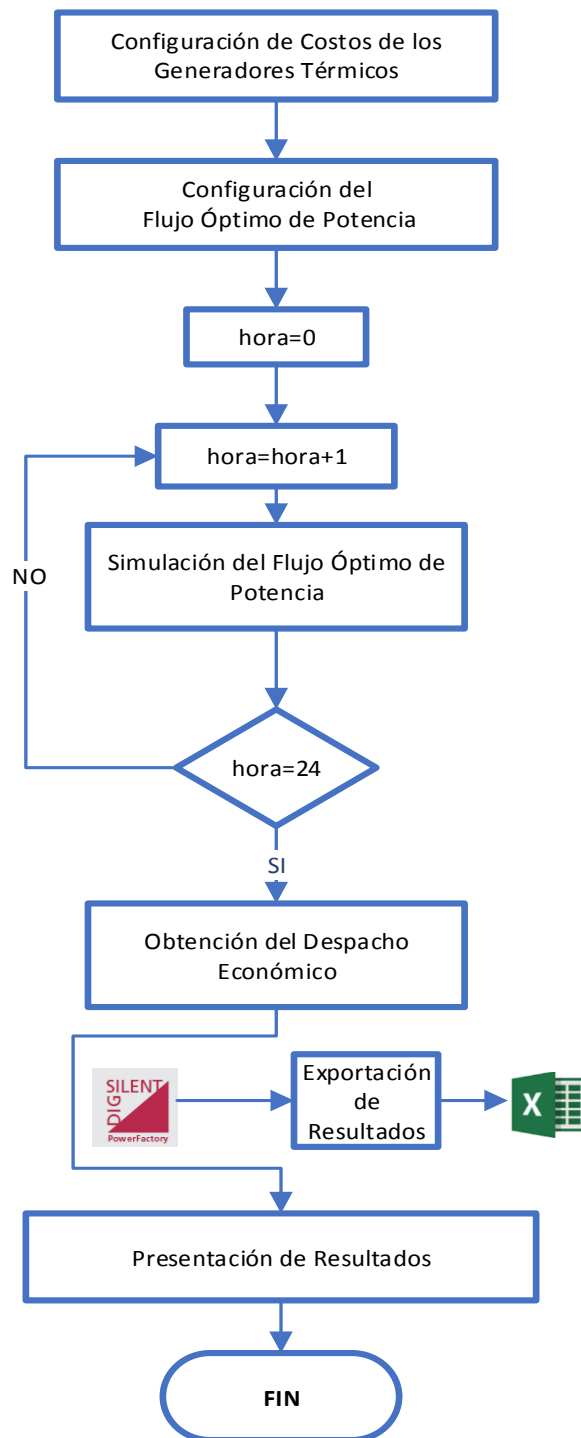 Configuración de Costos de los
Generadores Térmicos
Configuración del
Flujo Óptimo de Potencia
hora=0
hora=hora+1
Simulación del Flujo Óptimo de
Potencia
NO
hora=24
SI
Obtención del Despacho
Económico
DIG
SILENT
PowerFactory
Exportación
de
Resultados
X
Presentación de Resultados
FIN